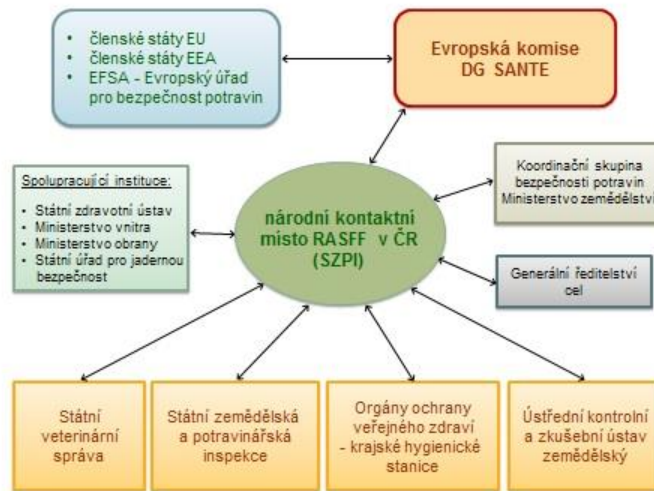 • členské státy EU
• členské státy EEA
• EFSA - Evropský úřad
pro bezpečnost potravin
Evropská komise
DG SANTE
Spolupracující instituce:
• Státní zdravotní ústav
• Ministerstvo vnitra
• Ministerstvo obrany
• Státní úřad pro jadernou
bezpečnost
národní kontaktní
místo RASFF v ČR
(SZPI)
Koordinační skupina
bezpečnosti potravin
Ministerstvo zemědělství
Generální ředitelství
cel
Státní
veterinární
správa
Státní zemědělská
a potravinářská
inspekce
Orgány ochrany
veřejného zdraví
- krajské hygienické
stanice
Ústřední kontrolní
a zkušební ústav
zemědělský